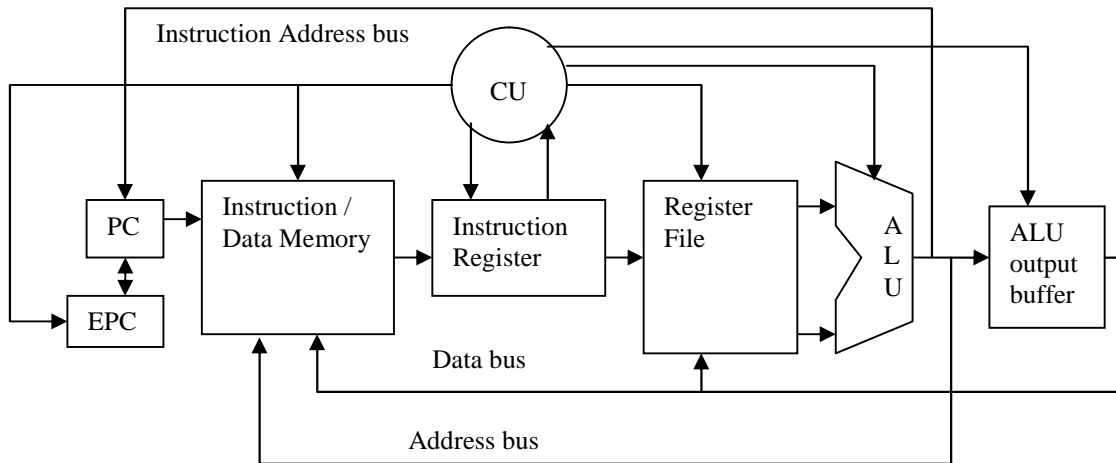 Instruction Address bus
CU
PC
EPC
Instruction /
Data Memory
Instruction
Register
Register
File
A
L
U
ALU
output
buffer
Data bus
Address bus